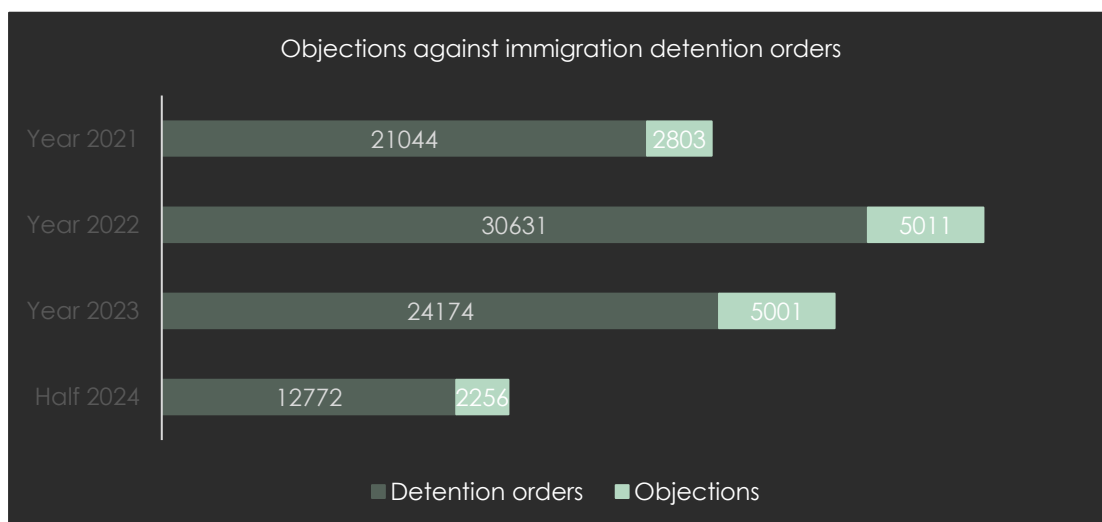 Objections against immigration detention orders
Year 2021 21044 2803
Year 2022 30631 5011
Year 2023 24174 5001
Half 2024 12772 2256
Detention orders Objections